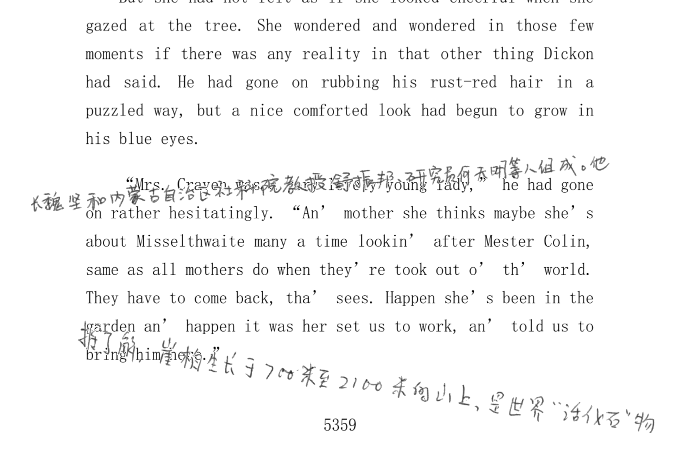 But she had not felt as if she looked cheerful when she
gazed at the tree. She wondered and wondered in those few
moments if there was any reality in that other thing Dickon
had said. He had gone on rubbing his rust-red hair in a
puzzled way, but a nice comforted look had begun to grow in
his blue eyes.
“Mrs. Craven was a very lovely young lady,” he had gone
长魏坚和内蒙古自治区社科院教授舒振邦、研究员何天明等人组成。他
on rather hesitatingly. “An’ mother she thinks maybe she’s
about Misselthwaite many a time lookin’ after Mester Colin,
same as all mothers do when they’re took out o’ th’ world.
They have to come back, tha’ sees. Happen she’s been in the
garden an’ happen it was her set us to work, an’ told us to
bring him here.”
据了解，崖柏生长于700米至2100米的山上，是世界“活化石”物
5359